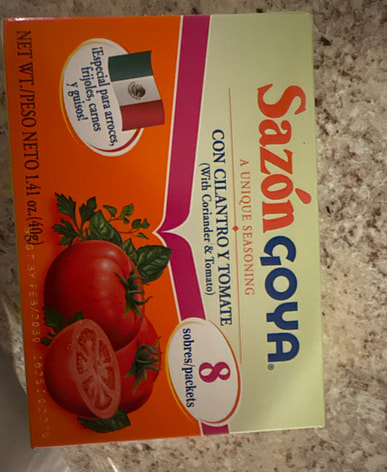 Sazón GOYA®
A UNIQUE SEASONING
CON CILANTRO Y TOMATE
(With Coriander & Tomato)
8
sobres/packets
¡Especial para arroces,
frijoles, carnes
y guisos!
NET WT./PESO NETO 1.41 oz.(40g)